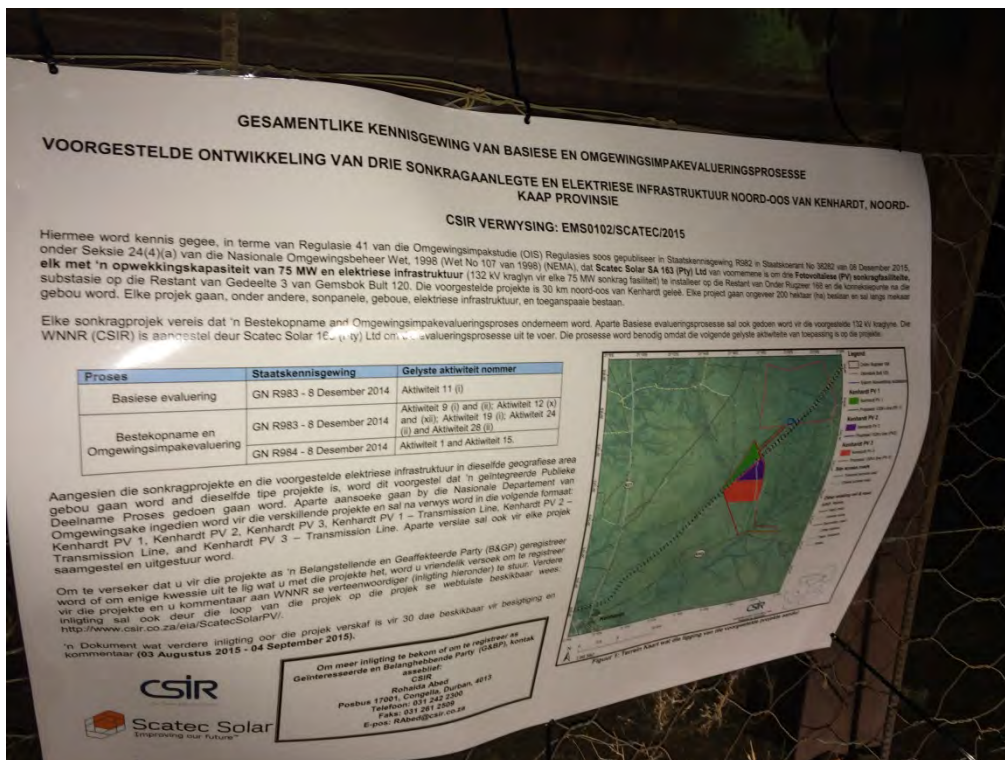 GESAMENTLIKE KENNISGEWING VAN BASIESE EN OMGEWINGSIMPAKEVALUERINGSPROSESSE
VOORGESTELDE ONTWIKKELING VAN DRIE SONKRAGAANLEGTE EN ELEKTRIESE INFRASTRUKTUUR NOORD-OOS VAN KENHARDT, NOORD-
KAAP PROVINSIE
CSIR VERWYSING: EMS0102/SCATEC/2015
Hiermee word kennis gegee, in terme van Regulasie 41 van die Omgewingsimpakstudie (OIS) Regulasies soos gepubliseer in Staatskennisgewing R982 in Staatskoerant No 38282 van 08 Desember 2015,
onder Seksie 24(4)(a) van die Nasionale Omgewingsbeheer Wet, 1998 (Wet No 107 van 1998) (NEMA), dat Scatec Solar SA 163 (Pty) Ltd van voorneme is om drie Fotovoltaïese (PV) sonkragfasiliteite,
elk met 'n opwekkingskapasiteit van 75 MW en elektriese infrastruktuur (132 kV kraglyn vir elke 75 MW sonkrag fasiliteit) te installeer op die Restant van Onder Rugzeer 168 en die konneksiepunte na die
substasie op die Restant van Gedeelte 3 van Gemsbok Bult 120. Die voorgestelde projekte is 30 km noord-oos van Kenhardt geleë. Elke project gaan ongeveer 200 hektaar (ha) beslaan en sal langs mekaar
gebou word. Elke projek gaan, onder andere, sonpanele, geboue, elektriese infrastruktuur, en toegangspaaie bestaan.
Elke sonkragprojek vereis dat 'n Bestekopname and Omgewingsimpakevalueringsproses onderneem word. Aparte Basiese evalueringsprosesse sal ook gedoen word vir die voorgestelde 132 kV kraglyne. Die
WNNR (CSIR) is aangestel deur Scatec Solar 163 (Pty) Ltd om die evalueringsprosesse uit te voer. Die prosesse word benodig omdat die volgende gelyste aktiwiteite van toepassing is op die projekte:
Proses Staatskennisgewing Gelyste aktiwiteit nommer
Basiese evaluering GN R983 - 8 Desember 2014 Aktiwiteit 11 (i)
Bestekopname en Omgewingsimpakevaluering GN R983 - 8 Desember 2014 Aktiwiteit 9 (i) and (ii); Aktiwiteit 12 (x)
and (xii); Aktiwiteit 19 (i); Aktiwiteit 24
(ii) and Aktiwiteit 28 (ii)
GN R984 - 8 Desember 2014 Aktiwiteit 1 and Aktiwiteit 15.
Aangesien die sonkragprojekte en die voorgestelde elektriese infrastruktuur in dieselfde geografiese area
gebou gaan word and dieselfde tipe projekte is, word dit voorgestel dat 'n geïntegreerde Publieke
Deelname Proses gedoen gaan word. Aparte aansoeke gaan by die Nasionale Departement van
Omgewingsake ingedien word vir die verskillende projekte en sal na verwys word in die volgende formaat:
Kenhardt PV 1, Kenhardt PV 2, Kenhardt PV 3, Kenhardt PV 1 – Transmission Line, Kenhardt PV 2 –
Transmission Line, and Kenhardt PV 3 – Transmission Line. Aparte verslae sal ook vir elke projek
saamgestel en uitgestuur word.
Om te verseker dat u vir die projekte as 'n Belangstellende en Geaffekteerde Party (B&GP) geregistreer
word of om enige kwessie uit te lig wat u met die projekte het, word u vriendelik versoek om te registreer
vir die projekte en u kommentaar aan WNNR se verteenwoordiger (inligting hieronder) te stuur. Verdere
inligting sal ook deur die loop van die projek op die projek se webtuiste beskikbaar wees:
http://www.csir.co.za/eia/ScatecSolarPV/.
'n Dokument wat verdere inligting oor die projek verskaf is vir 30 dae beskikbaar vir besigtiging en
kommentaar (03 Augustus 2015 - 04 September 2015).
CSIR
Scatec Solar
Improving our future™
Om meer inligting te bekom of om te registreer as
Geïnteresseerde en Belanghebbende Party (G&BP), kontak
asseblief:
CSIR
Rohaida Abed
Posbus 17001, Congella, Durban, 4013
Telefoon: 031 242 2300
Faks: 031 261 2509
E-pos: RAbed@csir.co.za
Legend
Kenhardt PV 1
Kenhardt PV 2
Kenhardt PV 3
CSIR